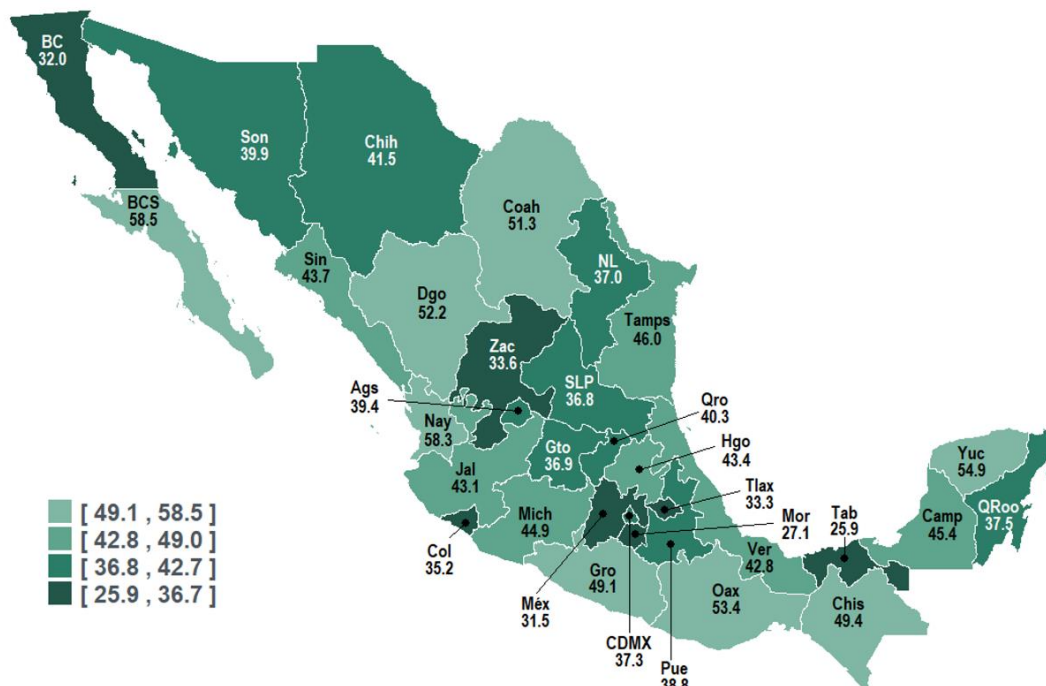 BC
32.0
Son
39.9
Chih
41.5
BCS
58.5
Coah
51.3
Sin
43.7
NL
37.0
Dgo
52.2
Tamps
46.0
Zac
33.6
SLP
36.8
Ags
39.4
Qro
40.3
Nay
58.3
Hgo
43.4
Gto
36.9
Yuc
54.9
Jal
43.1
Tlax
33.3
QRoo
37.5
Mich
44.9
Mor
27.1
Tab
25.9
Camp
45.4
Col
35.2
Ver
42.8
Gro
49.1
Oax
53.4
Chis
49.4
Méx
31.5
CDMX
37.3
Pue
38.8
[ 49.1 , 58.5 ]
[ 42.8 , 49.0 ]
[ 36.8 , 42.7 ]
[ 25.9 , 36.7 ]